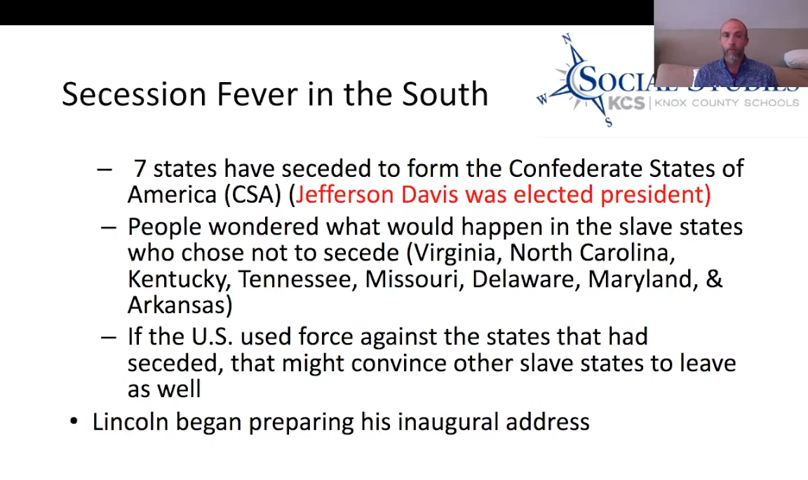 N
Secession Fever in the South
W
S
KCS | KNOX COUNTY SCHOOLS
– 7 states have seceded to form the Confederate States of
America (CSA) (Jefferson Davis was elected president)
– People wondered what would happen in the slave states
who chose not to secede (Virginia, North Carolina,
Kentucky, Tennessee, Missouri, Delaware, Maryland, &
Arkansas)
– If the U.S. used force against the states that had
seceded, that might convince other slave states to leave
as well
• Lincoln began preparing his inaugural address